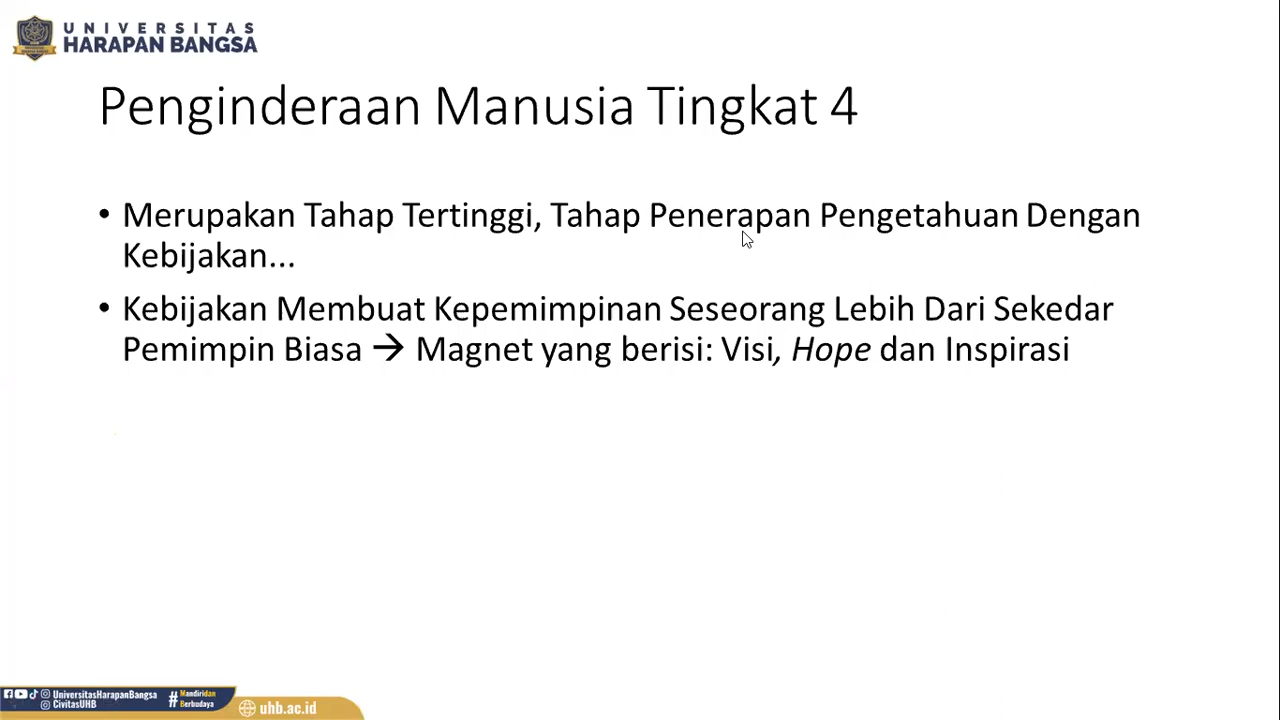 UNIVERSITAS
HARAPAN BANGSA
Penginderaan Manusia Tingkat 4
• Merupakan Tahap Tertinggi, Tahap Penerapan Pengetahuan Dengan
Kebijakan...
• Kebijakan Membuat Kepemimpinan Seseorang Lebih Dari Sekedar
Pemimpin Biasa → Magnet yang berisi: Visi, Hope dan Inspirasi
UniversitasHarapanBangsa
CivitasUHB
# Mandiridan
Berbudaya
uhb.ac.id